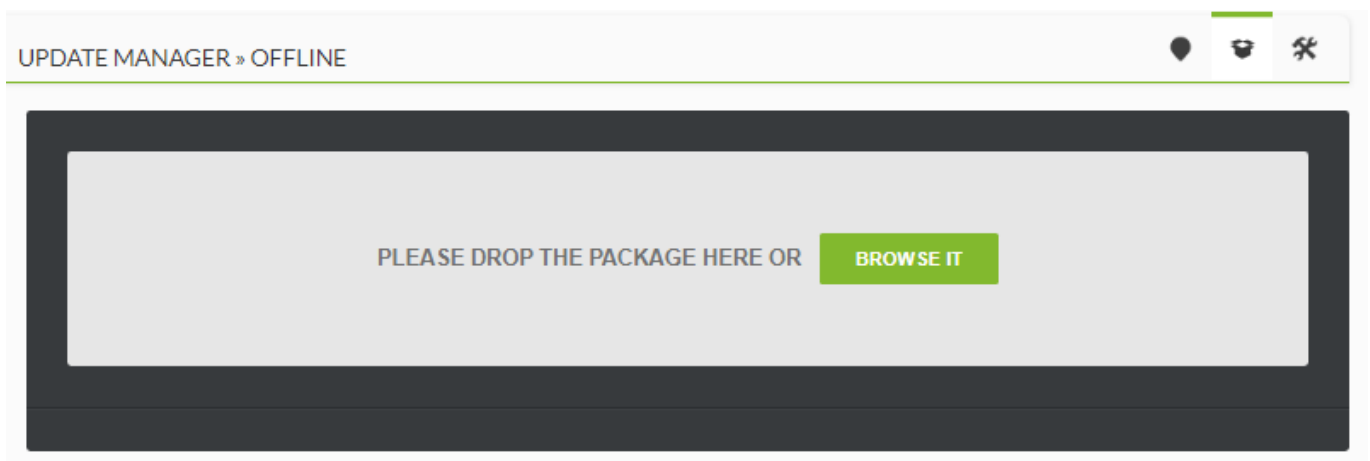 UPDATE MANAGER » OFFLINE
PLEASE DROP THE PACKAGE HERE OR BROWSE IT